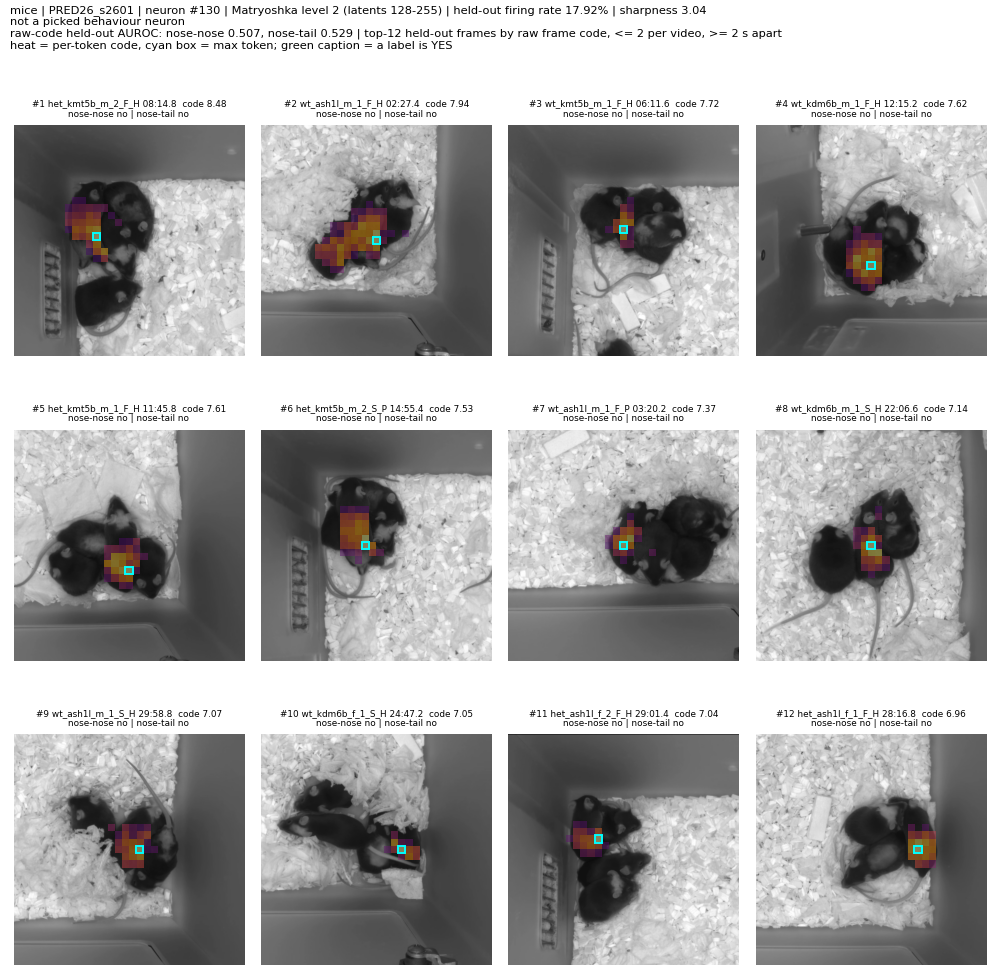 mice | PRED26_s2601 | neuron #130 | Matryoshka level 2 (latents 128-255) | held-out firing rate 17.92% | sharpness 3.04
not a picked behaviour neuron
raw-code held-out AUROC: nose-nose 0.507, nose-tail 0.529 | top-12 held-out frames by raw frame code, <= 2 per video, >= 2 s apart
heat = per-token code, cyan box = max token; green caption = a label is YES
#1 het_kmt5b_m_2_F_H 08:14.8 code 8.48
nose-nose no | nose-tail no
#2 wt_ash1l_m_1_F_H 02:27.4 code 7.94
nose-nose no | nose-tail no
#3 wt_kmt5b_m_1_F_H 06:11.6 code 7.72
nose-nose no | nose-tail no
#4 wt_kdm6b_m_1_F_H 12:15.2 code 7.62
nose-nose no | nose-tail no
#5 het_kmt5b_m_1_F_H 11:45.8 code 7.61
nose-nose no | nose-tail no
#6 het_kmt5b_m_2_S_P 14:55.4 code 7.53
nose-nose no | nose-tail no
#7 wt_ash1l_m_1_F_P 03:20.2 code 7.37
nose-nose no | nose-tail no
#8 wt_kdm6b_m_1_S_H 22:06.6 code 7.14
nose-nose no | nose-tail no
#9 wt_ash1l_m_1_S_H 29:58.8 code 7.07
nose-nose no | nose-tail no
#10 wt_kdm6b_f_1_S_H 24:47.2 code 7.05
nose-nose no | nose-tail no
#11 het_ash1l_f_2_F_H 29:01.4 code 7.04
nose-nose no | nose-tail no
#12 het_ash1l_f_1_F_H 28:16.8 code 6.96
nose-nose no | nose-tail no